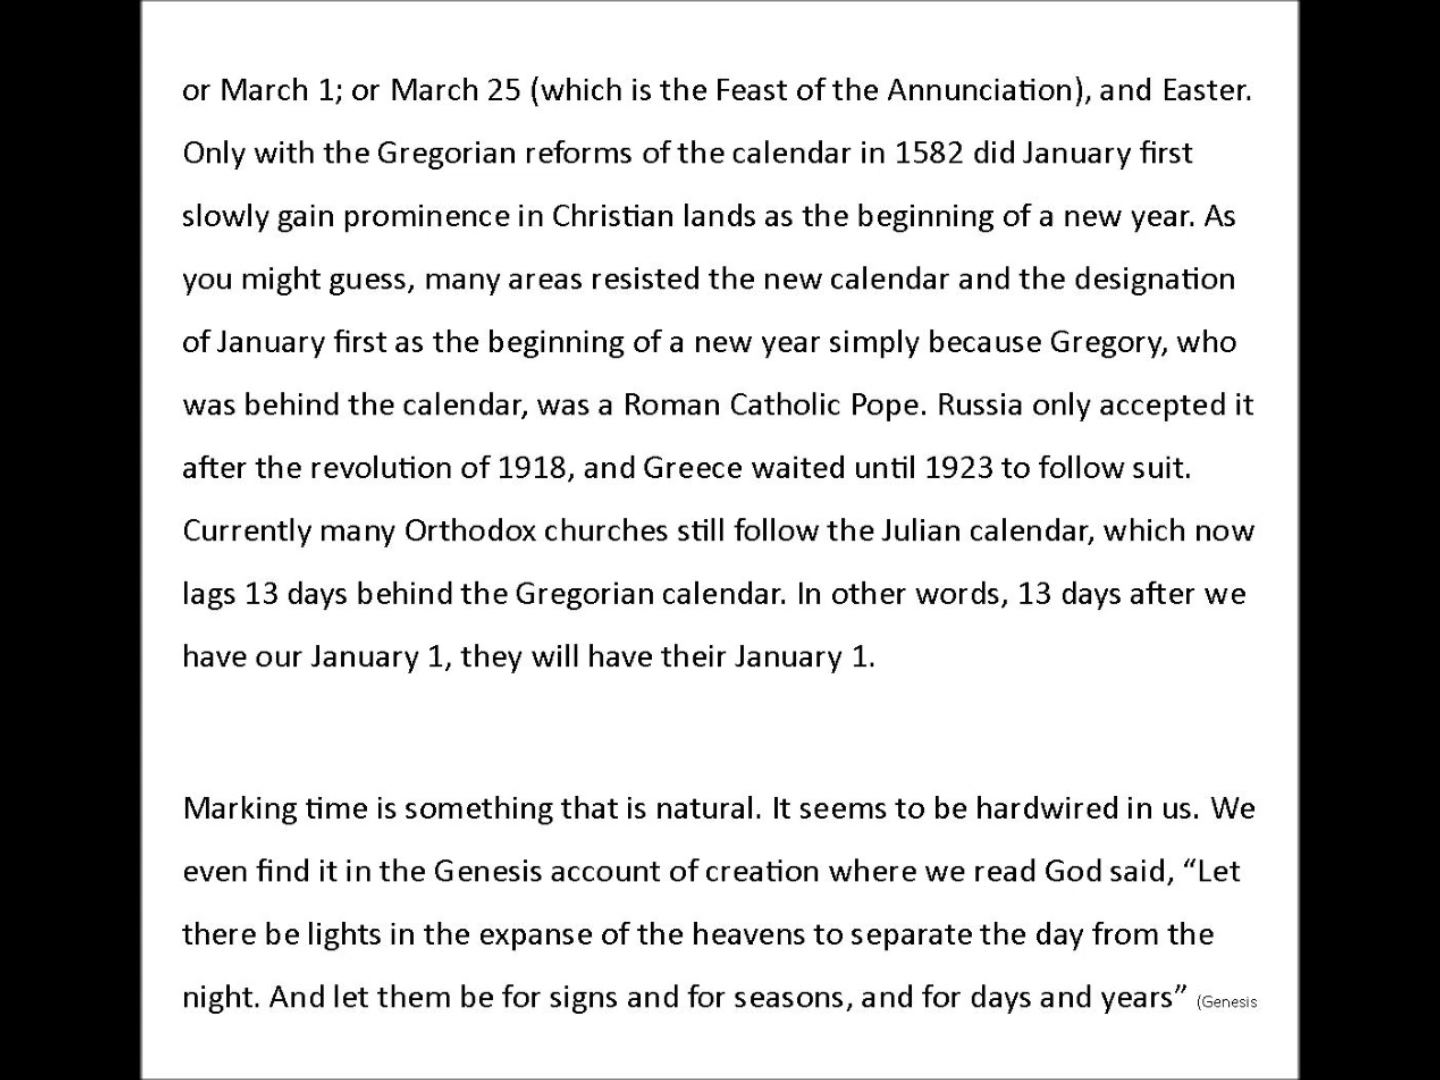 or March 1; or March 25 (which is the Feast of the Annunciation), and Easter.
Only with the Gregorian reforms of the calendar in 1582 did January first
slowly gain prominence in Christian lands as the beginning of a new year. As
you might guess, many areas resisted the new calendar and the designation
of January first as the beginning of a new year simply because Gregory, who
was behind the calendar, was a Roman Catholic Pope. Russia only accepted it
after the revolution of 1918, and Greece waited until 1923 to follow suit.
Currently many Orthodox churches still follow the Julian calendar, which now
lags 13 days behind the Gregorian calendar. In other words, 13 days after we
have our January 1, they will have their January 1.
Marking time is something that is natural. It seems to be hardwired in us. We
even find it in the Genesis account of creation where we read God said, “Let
there be lights in the expanse of the heavens to separate the day from the
night. And let them be for signs and for seasons, and for days and years” (Genesis